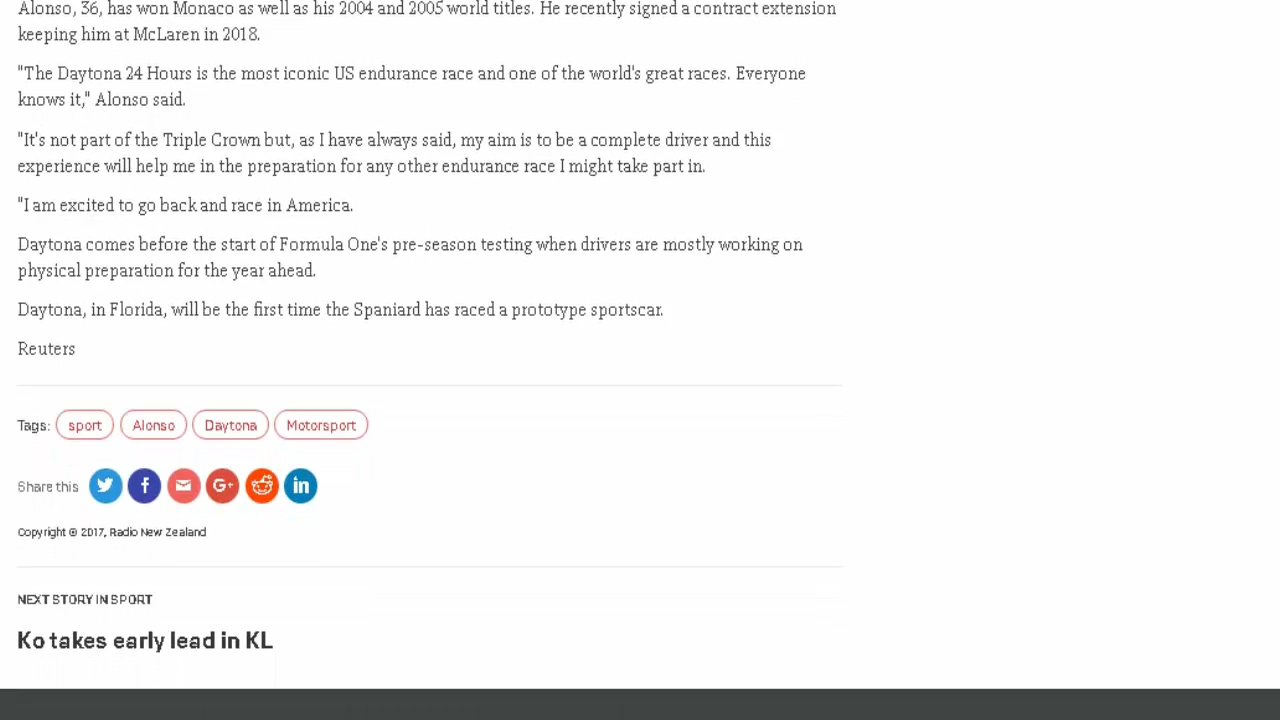 Alonso, 36, has won Monaco as well as his 2004 and 2005 world titles. He recently signed a contract extension
keeping him at McLaren in 2018.
"The Daytona 24 Hours is the most iconic US endurance race and one of the world's great races. Everyone
knows it," Alonso said.
"It's not part of the Triple Crown but, as I have always said, my aim is to be a complete driver and this
experience will help me in the preparation for any other endurance race I might take part in.
"I am excited to go back and race in America.
Daytona comes before the start of Formula One's pre-season testing when drivers are mostly working on
physical preparation for the year ahead.
Daytona, in Florida, will be the first time the Spaniard has raced a prototype sportscar.
Reuters
Tags: sport Alonso Daytona Motorsport
Share this f G+ in
Copyright © 2017, Radio New Zealand
NEXT STORY IN SPORT
Ko takes early lead in KL